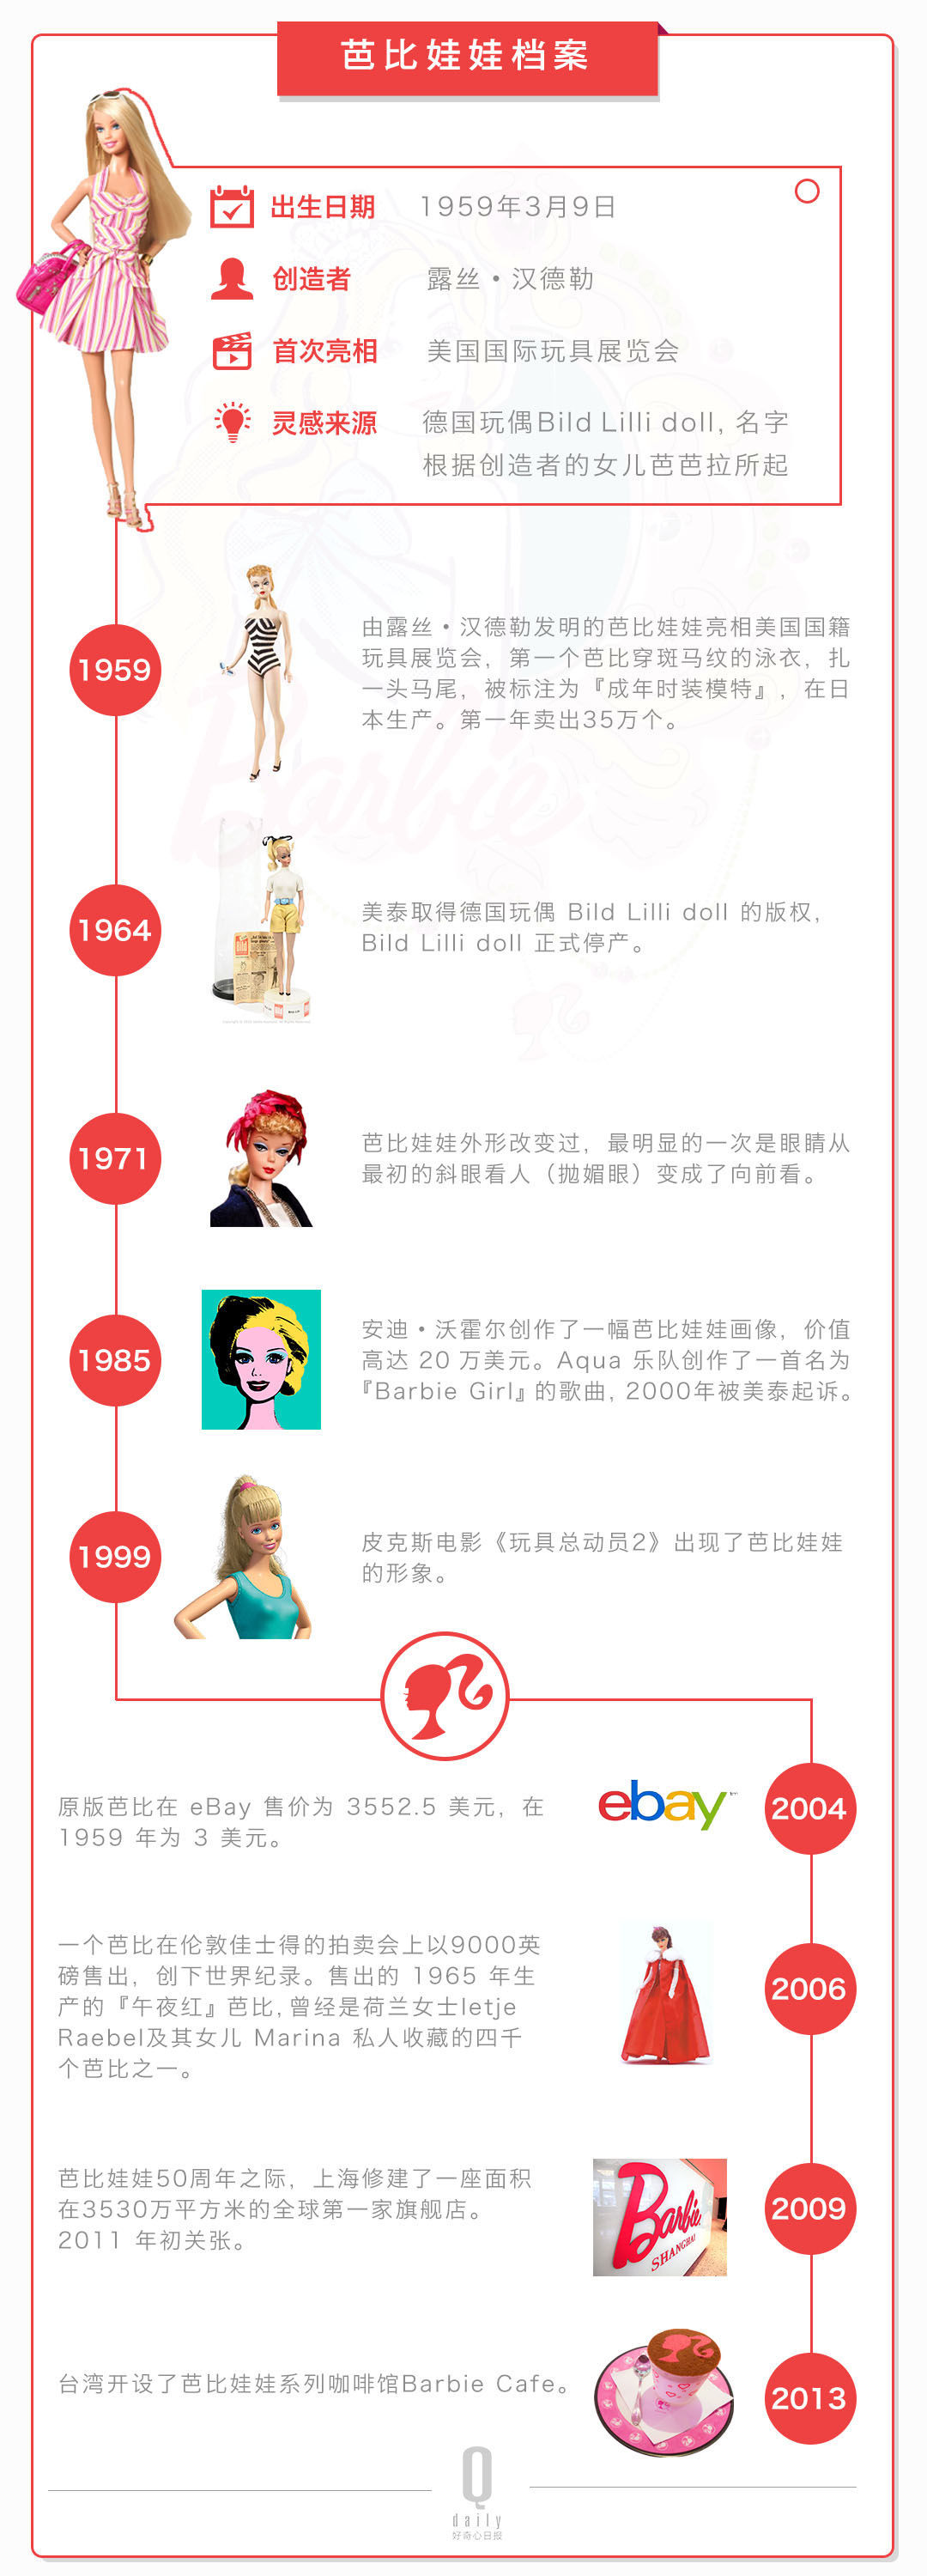 芭比娃娃档案
出生日期 1959年3月9日
创造者 露丝·汉德勒
首次亮相 美国国际玩具展览会
灵感来源 德国玩偶Bild Lilli doll, 名字
根据创造者的女儿芭芭拉所起
1959
由露丝·汉德勒发明的芭比娃娃亮相美国国籍
玩具展览会，第一个芭比穿斑马纹的泳衣，扎
一头马尾，被标注为『成年时装模特』，在日
本生产。第一年卖出35万个。
Barbie
1964
美泰取得德国玩偶 Bild Lilli doll 的版权，
Bild Lilli doll 正式停产。
1971
芭比娃娃外形改变过，最明显的一次是眼睛从
最初的斜眼看人（抛媚眼）变成了向前看。
1985
安迪·沃霍尔创作了一幅芭比娃娃画像，价值
高达 20 万美元。Aqua 乐队创作了一首名为
『Barbie Girl』的歌曲, 2000年被美泰起诉。
1999
皮克斯电影《玩具总动员2》出现了芭比娃娃
的形象。
原版芭比在 eBay 售价为 3552.5 美元，在
1959 年为 3 美元。
ebay
2004
一个芭比在伦敦佳士得的拍卖会上以9000英
磅售出，创下世界纪录。售出的 1965 年生
产的『午夜红』芭比, 曾经是荷兰女士Ietje
Raebel及其女儿 Marina 私人收藏的四千
个芭比之一。
2006
芭比娃娃50周年之际，上海修建了一座面积
在3530万平方米的全球第一家旗舰店。
2011 年初关张。
Barbie
SHANGHAI
2009
台湾开设了芭比娃娃系列咖啡馆Barbie Cafe。
2013
Q
daily
好奇心日报